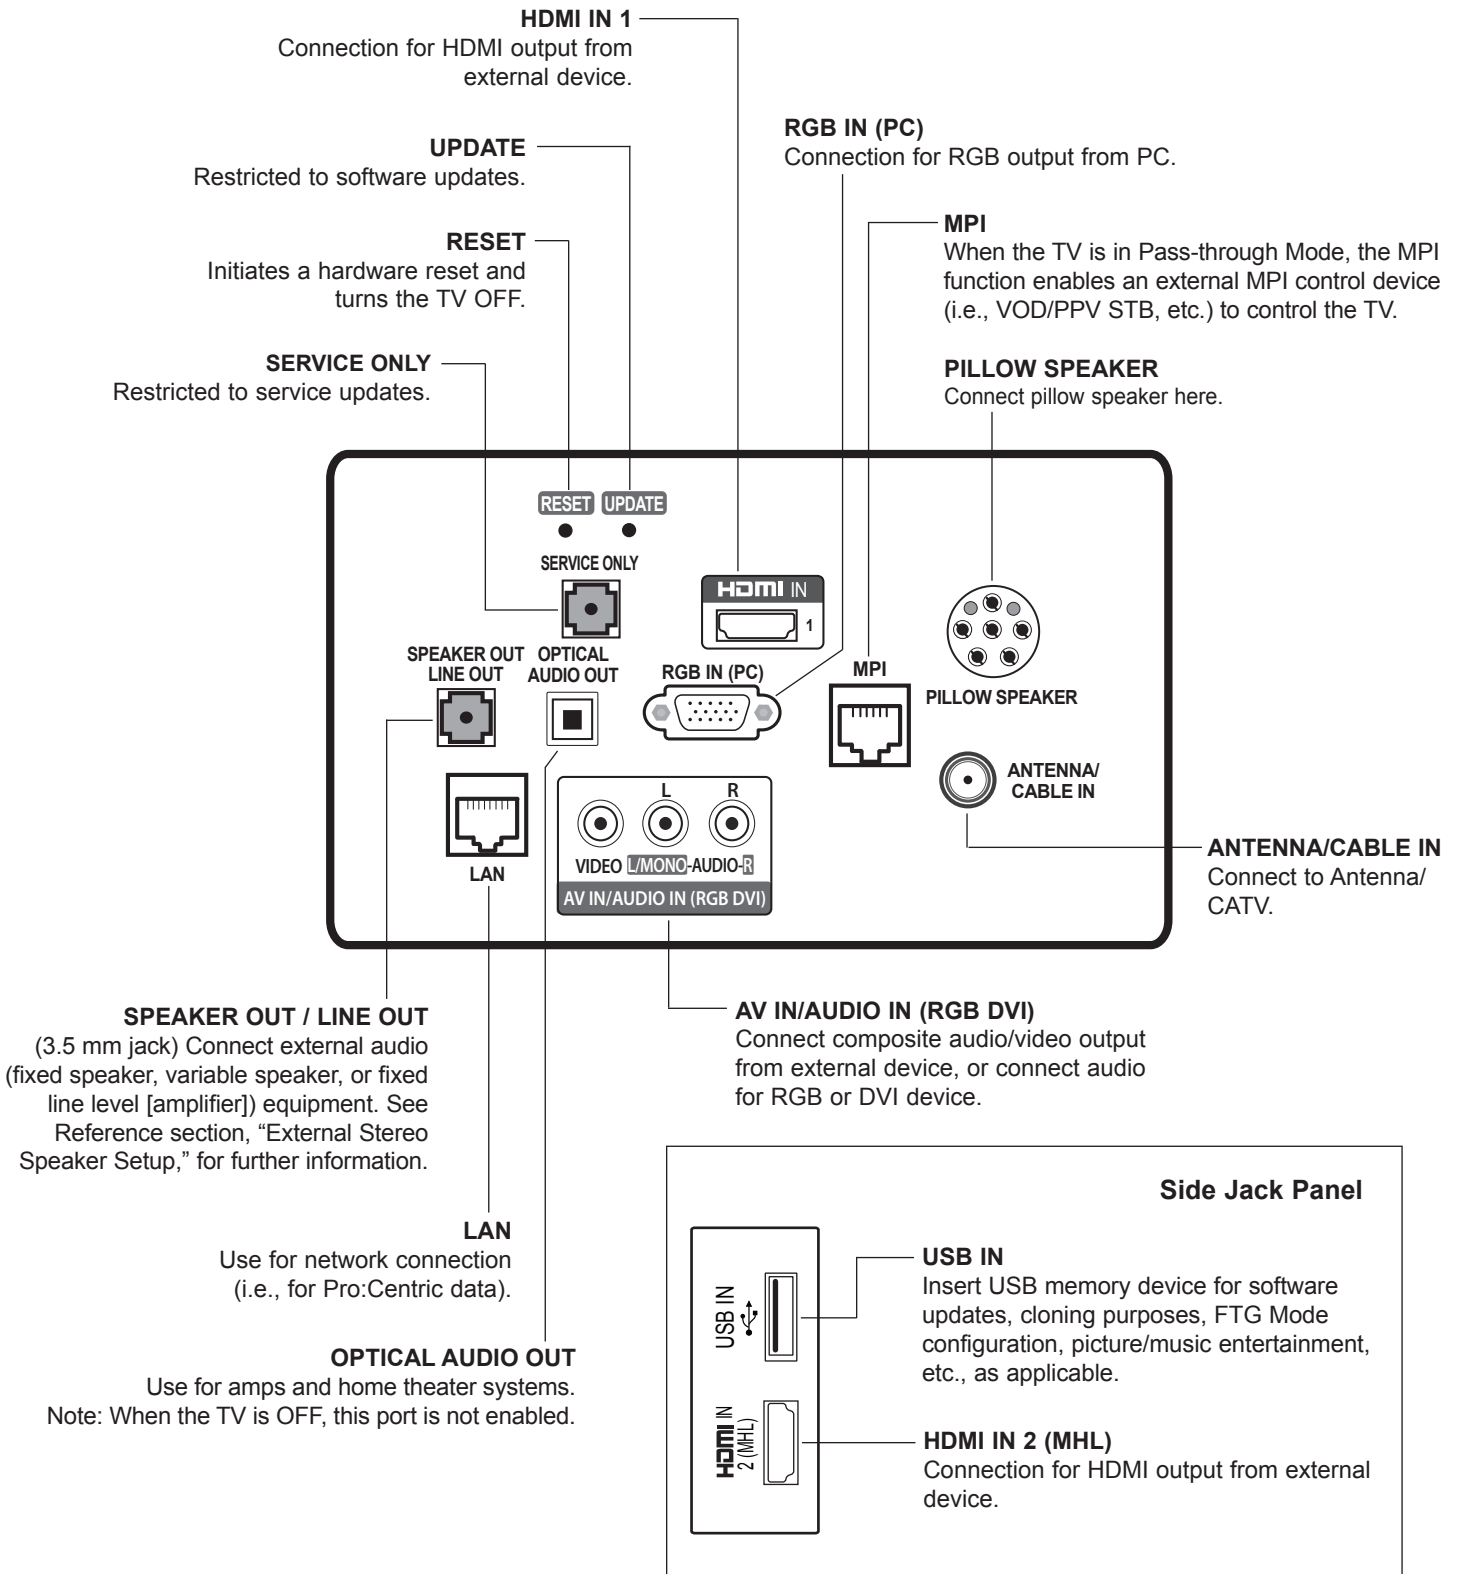 HDMI IN 1
Connection for HDMI output from
external device.
RGB IN (PC)
Connection for RGB output from PC.
UPDATE
Restricted to software updates.
MPI
When the TV is in Pass-through Mode, the MPI
function enables an external MPI control device
(i.e., VOD/PPV STB, etc.) to control the TV.
RESET
Initiates a hardware reset and
turns the TV OFF.
SERVICE ONLY
Restricted to service updates.
PILLOW SPEAKER
Connect pillow speaker here.
RESET UPDATE
SERVICE ONLY
HDMI IN
1
SPEAKER OUT
LINE OUT
OPTICAL
AUDIO OUT
RGB IN (PC)
MPI
PILLOW SPEAKER
ANTENNA/
CABLE IN
L R
VIDEO L/MONO-AUDIO-R
AV IN/AUDIO IN (RGB DVI)
LAN
ANTENNA/CABLE IN
Connect to Antenna/
CATV.
SPEAKER OUT / LINE OUT
(3.5 mm jack) Connect external audio
(fixed speaker, variable speaker, or fixed
line level [amplifier]) equipment. See
Reference section, “External Stereo
Speaker Setup,” for further information.
AV IN/AUDIO IN (RGB DVI)
Connect composite audio/video output
from external device, or connect audio
for RGB or DVI device.
LAN
Use for network connection
(i.e., for Pro:Centric data).
OPTICAL AUDIO OUT
Use for amps and home theater systems.
Note: When the TV is OFF, this port is not enabled.
Side Jack Panel
USB IN
USB IN
Insert USB memory device for software
updates, cloning purposes, FTG Mode
configuration, picture/music entertainment,
etc., as applicable.
HDMI IN
2 (MHL)
HDMI IN 2 (MHL)
Connection for HDMI output from external
device.